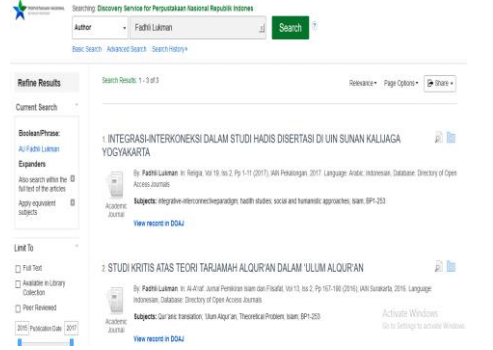 PERPUSTAKAAN NASIONAL
Searching: Discovery Service for Perpustakaan Nasional Republik Indones
Author Fadhli Lukman Search
Basic Search Advanced Search Search History
Refine Results
Search Results: 1 - 3 of 3
Relevance Page Options Share
Current Search
Boolean/Phrase:
AU Fadhli Lukman
Expanders
Also search within the full text of the articles
Apply equivalent subjects
Limit To
Full Text
Available in Library Collection
Peer Reviewed
2015 Publication Date 2017
1. INTEGRASI-INTERKONEKSI DALAM STUDI HADIS DISERTASI DI UIN SUNAN KALIJAGA
YOGYAKARTA
By: Fadhli Lukman. In: Religia, Vol 19, Iss 2, Pp 1-11 (2017); IAIN Pekalongan, 2017. Language: Arabic; Indonesian, Database: Directory of Open
Access Journals
Academic Journal
Subjects: integrative-interconnectiveparadigm; hadith studies; social and humanistic approaches; Islam; BP1-253
View record in DOAJ
2. STUDI KRITIS ATAS TEORI TARJAMAH ALQUR'AN DALAM 'ULUM ALQUR'AN
By: Fadhli Lukman. In: Al-A'raf: Jurnal Pemikiran Islam dan Filsafat, Vol 13, Iss 2, Pp 167-190 (2016); IAIN Surakarta, 2016. Language:
Indonesian, Database: Directory of Open Access Journals
Academic Journal
Subjects: Qur'anic translation; 'Ulum Alqur'an; Theoretical Problem; Islam; BP1-253
View record in DOAJ
Activate Windows
Go to Settings to activate Windows.